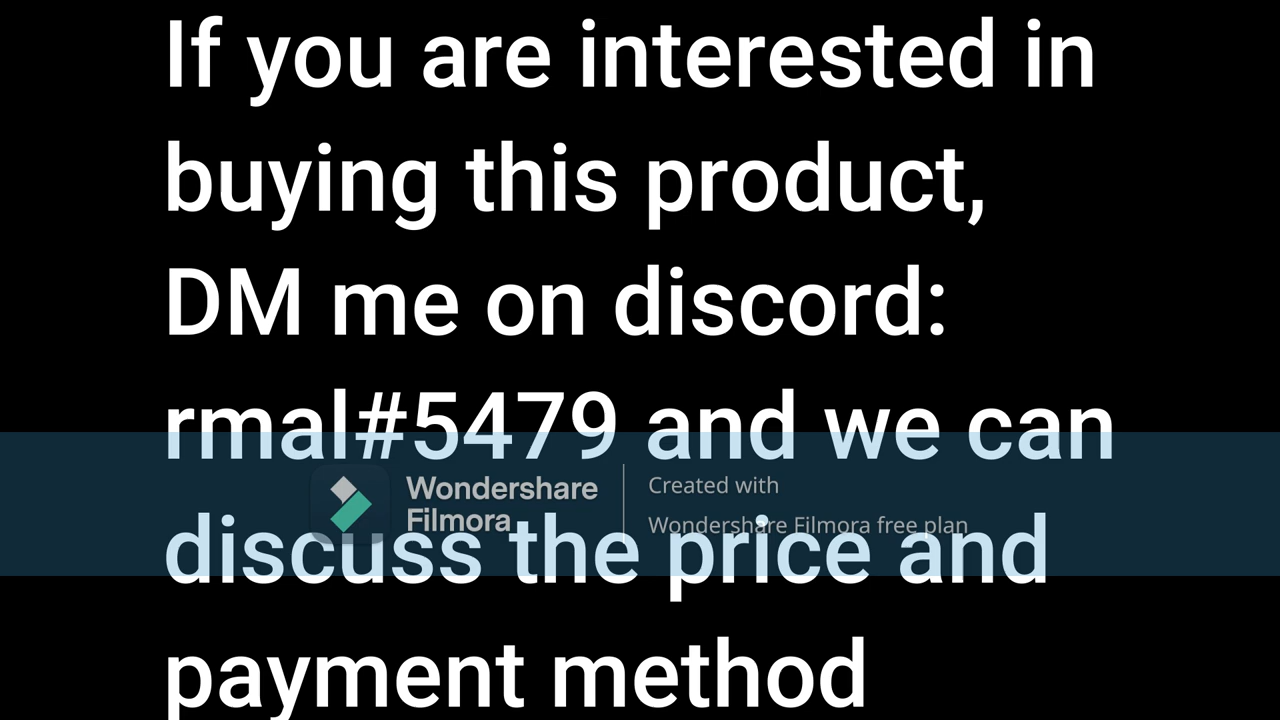 If you are interested in
buying this product,
DM me on discord:
rmal#5479 and we can
Wondershare
Filmora
Created with
Wondershare Filmora free plan
discuss the price and
payment method